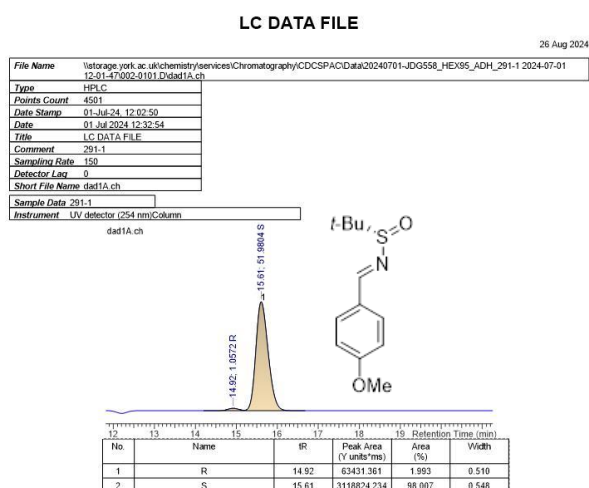 LC DATA FILE
26 Aug 2024
File Name \\storage.york.ac.uk\chemistry\services\Chromatography\CDCSPAC\Data\20240701-JDG558_HEX95_ADH_291-1 2024-07-01
12-01-47\002-0101.D\dad1A.ch
Type HPLC
Points Count 4501
Date Stamp 01-Jul-24, 12:02:50
Date 01 Jul 2024 12:32:54
Title LC DATA FILE
Comment 291-1
Sampling Rate 150
Detector Lag 0
Short File Name dad1A.ch
Sample Data 291-1
Instrument UV detector (254 nm)Column
dad1A.ch
14.92; 1.0572 R
15.61; 51.9804 S
t-Bu
S
O
N
OMe
12 13 14 15 16 17 18 19 Retention Time (min)
No. Name tR Peak Area Area Width
(Y units*ms) (%)
1 R 14.92 63431.361 1.993 0.510
2 S 15.61 3118824.234 98.007 0.548